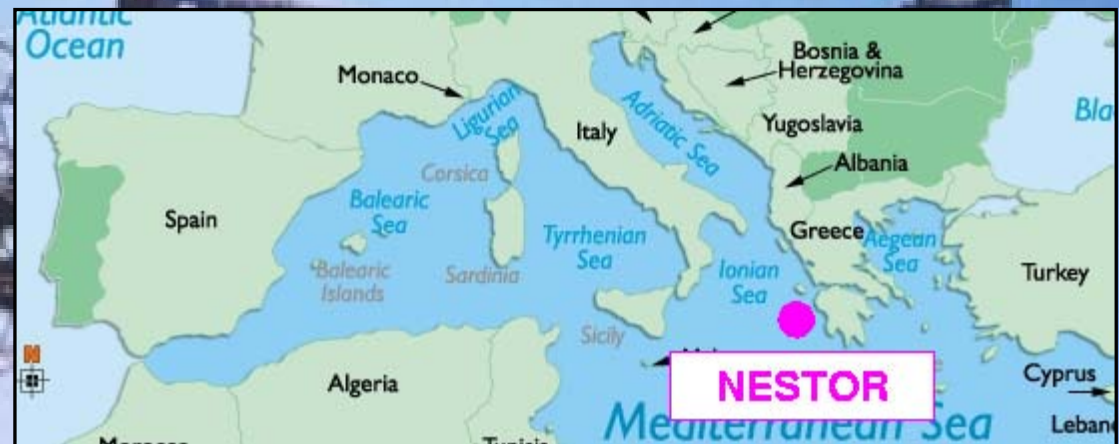 Atlantic
Ocean
Monaco
Ligurian
Sea
Italy
Adriatic Sea
Bosnia &
Herzegovina
Yugoslavia
Albania
Corsica
Balearic
Sea
Spain
Balearic
Islands
Sardinia
Tyrrhenian
Sea
Ionian
Sea
Greece
Aegean
Sea
Turkey
Sicily
N
Algeria
NESTOR
Cyprus
Mediterranean Sea